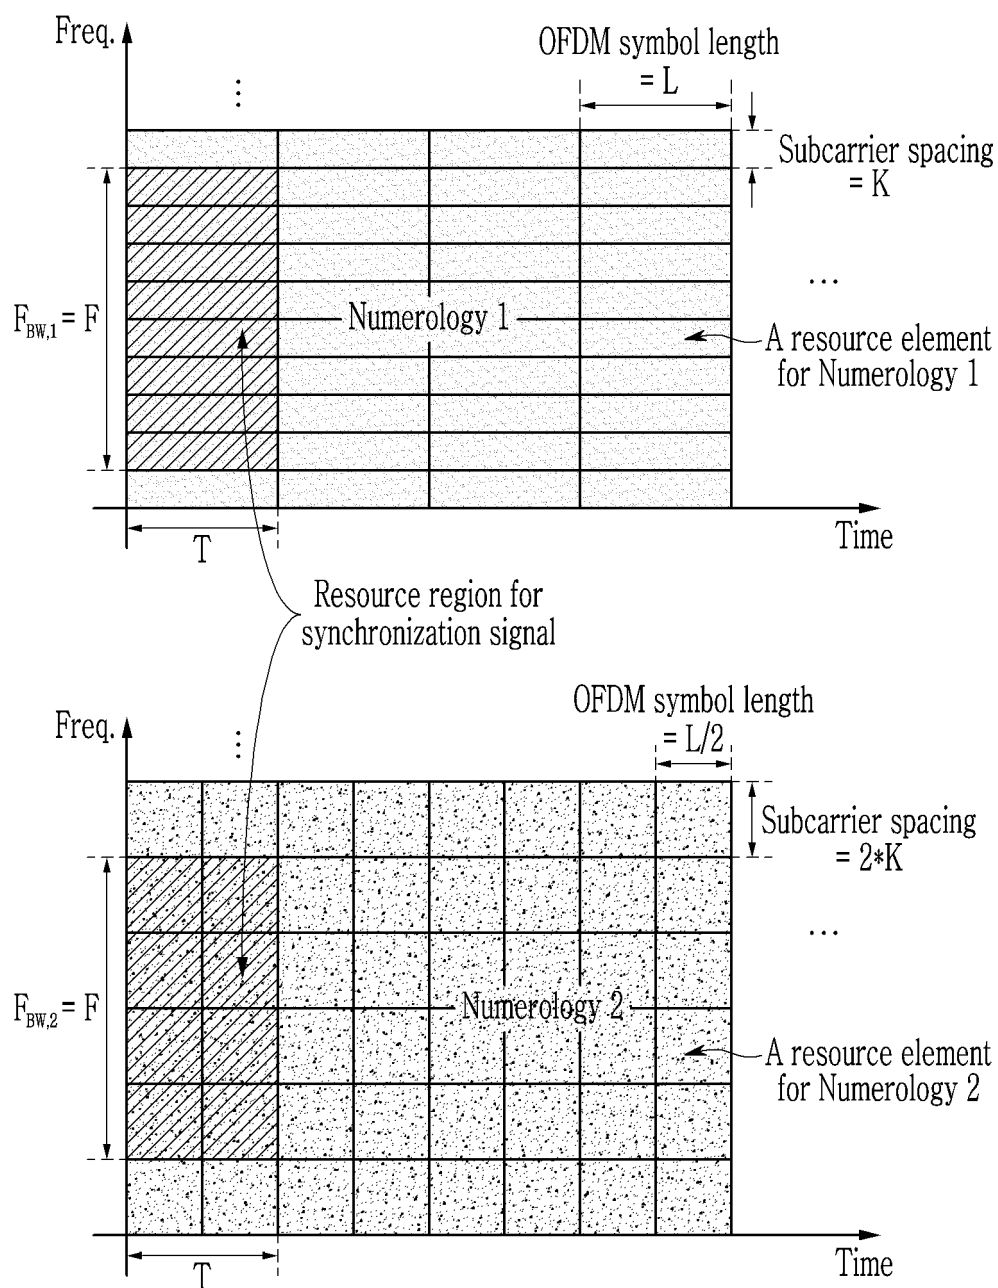 Freq.
OFDM symbol length
= L
⋮
Subcarrier spacing
= K
F_BW,1 = F
Numerology 1
...
A resource element
for Numerology 1
Time
T
Resource region for
synchronization signal
OFDM symbol length
= L/2
Freq.
⋮
Subcarrier spacing
= 2*K
...
F_BW,2 = F
Numerology 2
A resource element
for Numerology 2
Time
T